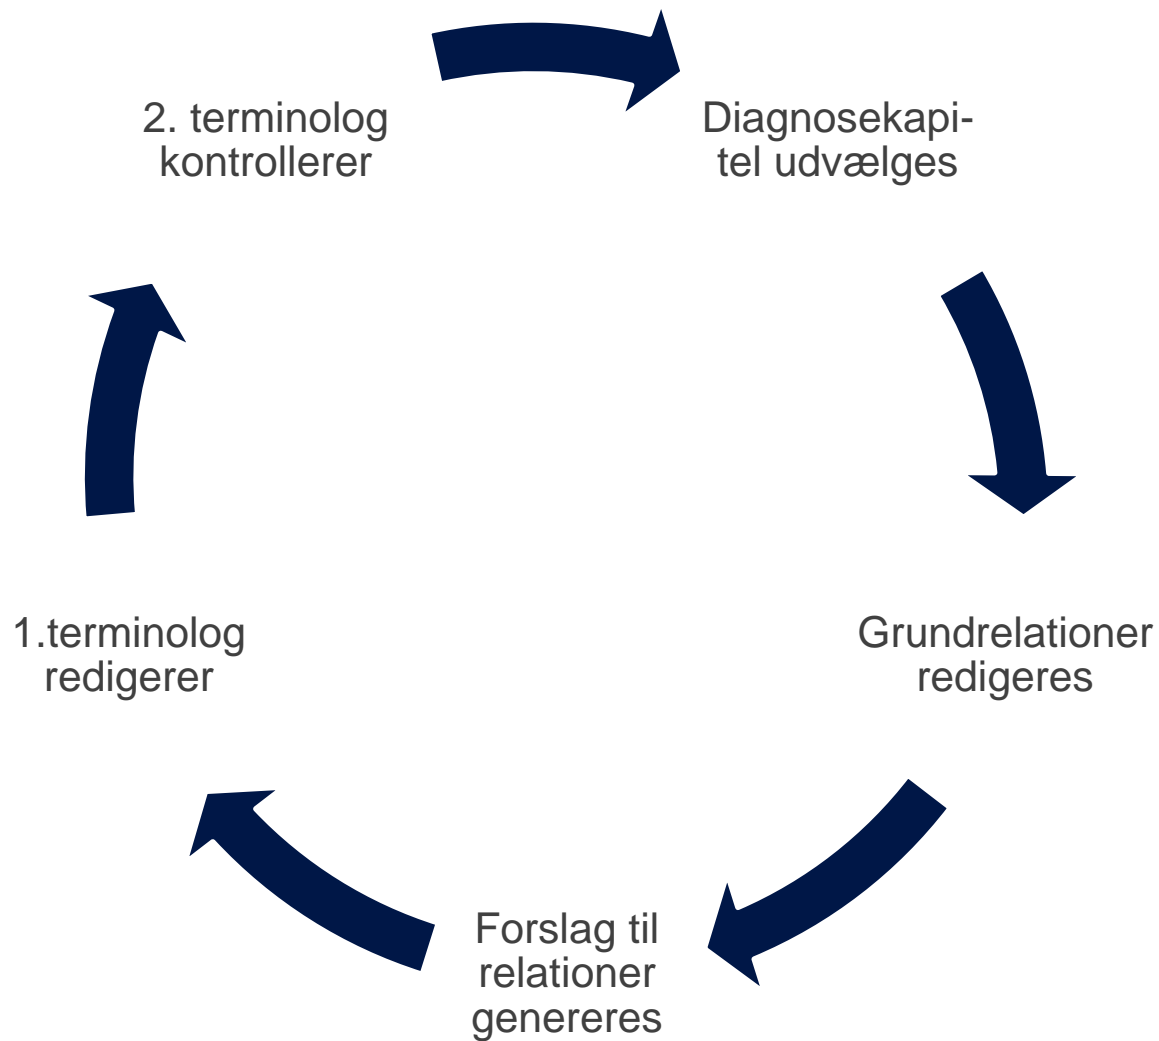 2. terminolog
kontrollerer
Diagnosekapi-
tel udvælges
Grundrelationer
redigeres
Forslag til
relationer
genereres
1.terminolog
redigerer